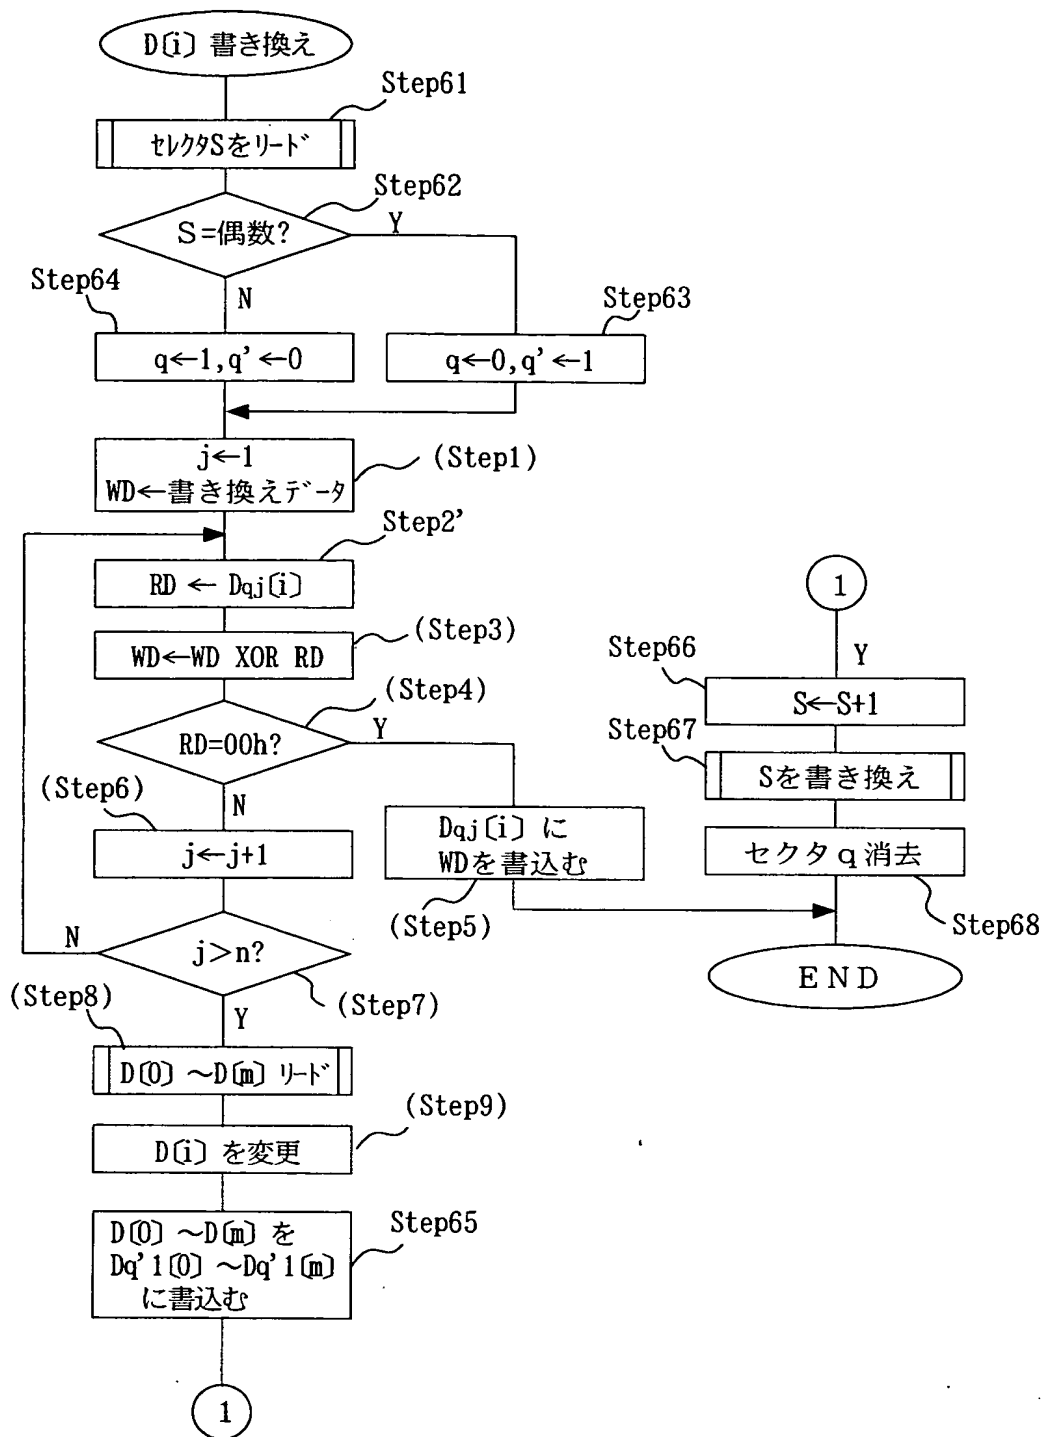 D[i] 書き換え
Step61
セレクタSをリード
Step62
S=偶数?
Y
Step64
N
Step63
q←1,q'←0
q←0,q'←1
j←1
WD←書き換えデータ
(Step1)
Step2'
RD ← Dqj[i]
(Step3)
WD←WD XOR RD
(Step4)
RD=00h?
Y
(Step6)
N
j←j+1
Dqj[i] に
WDを書込む
(Step5)
N
j>n?
(Step7)
(Step8)
Y
D[0] ～D[m] リード
(Step9)
D[i] を変更
D[0] ～D[m] を
Dq'1[0] ～Dq'1[m]
に書込む
Step65
1
1
Y
Step66
S←S+1
Step67
Sを書き換え
セクタq消去
Step68
END